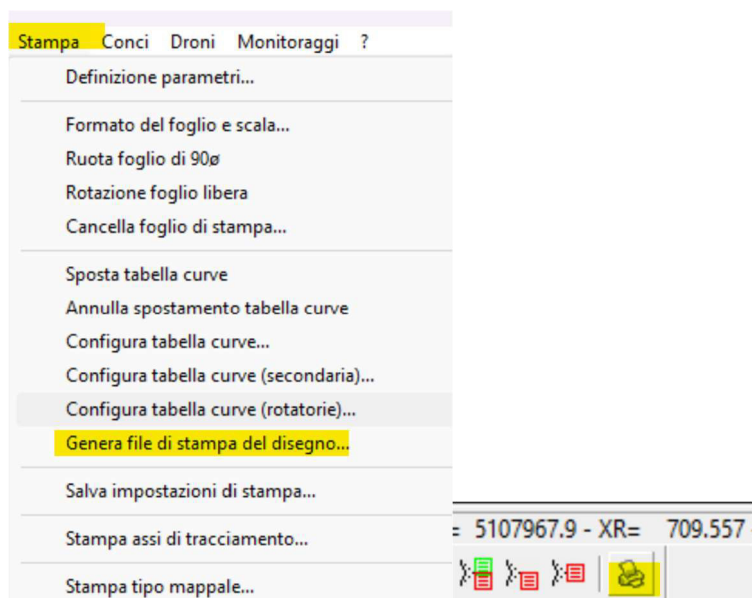 Stampa Conci Droni Monitoraggi ?
Definizione parametri...
Formato del foglio e scala...
Ruota foglio di 90ø
Rotazione foglio libera
Cancella foglio di stampa...
Sposta tabella curve
Annulla spostamento tabella curve
Configura tabella curve...
Configura tabella curve (secondaria)...
Configura tabella curve (rotatorie)...
Genera file di stampa del disegno...
Salva impostazioni di stampa...
Stampa assi di tracciamento...
Stampa tipo mappale...
= 5107967.9 - XR= 709.557 -